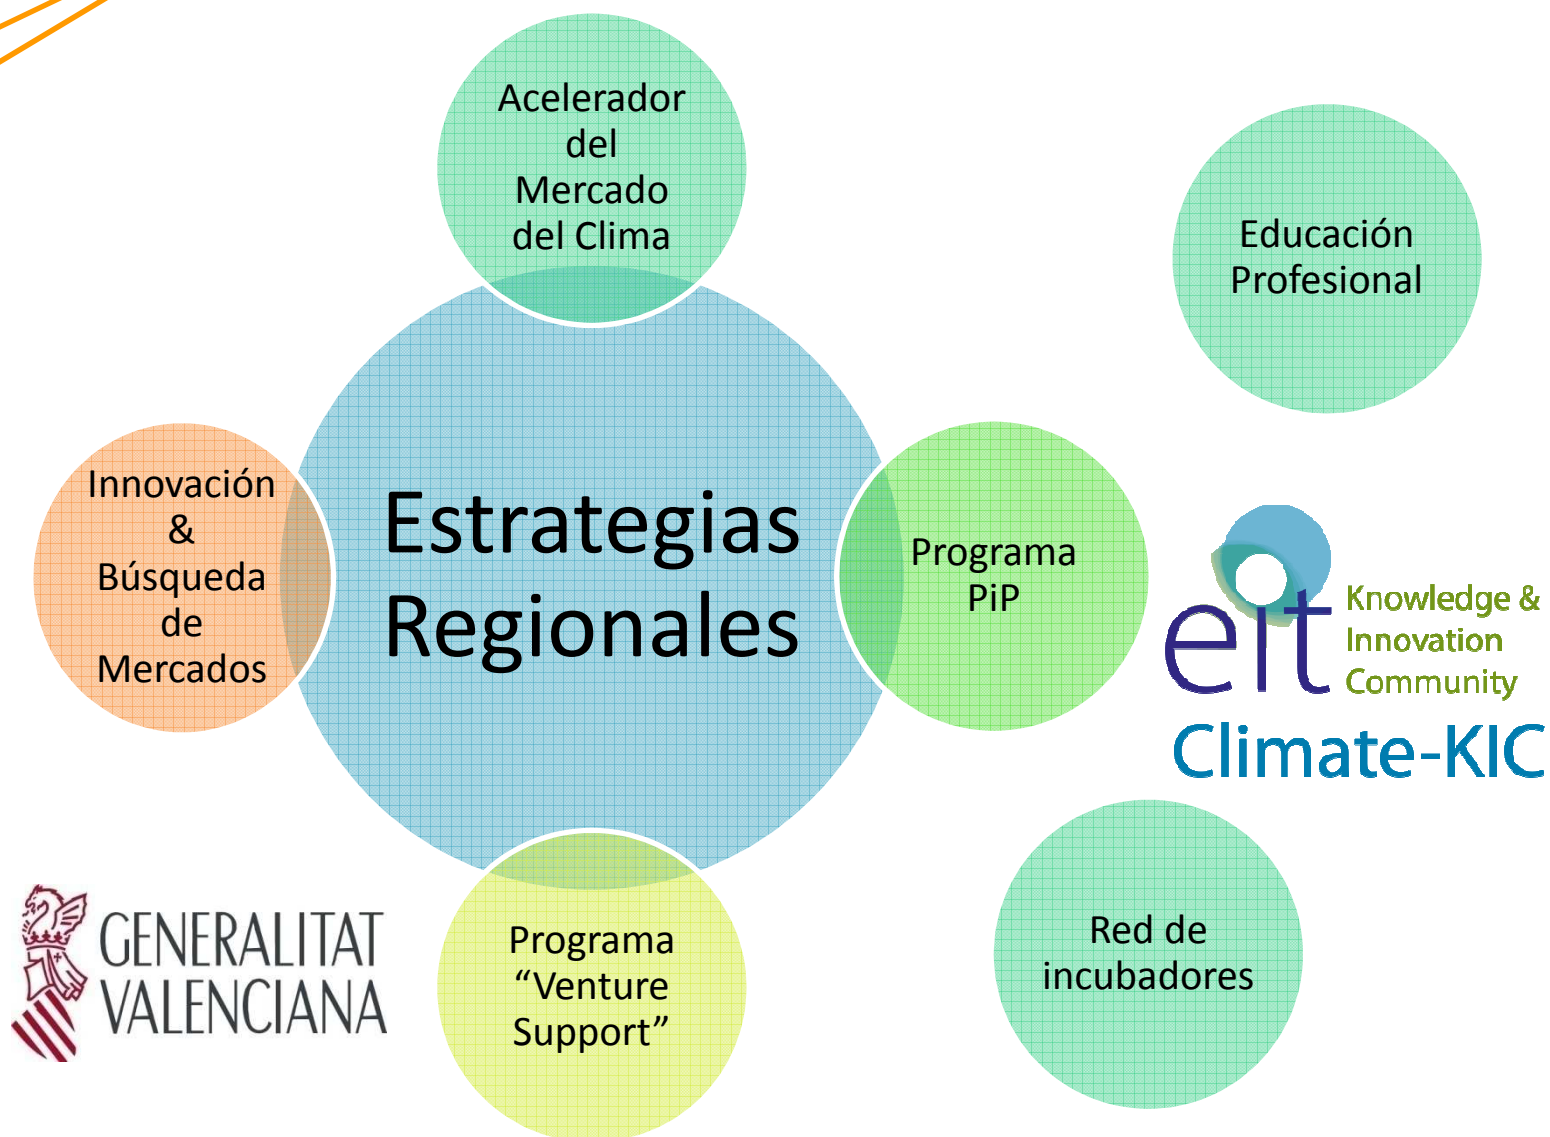 Acelerador
del
Mercado
del Clima
Educación
Profesional
Innovación
&
Búsqueda
de
Mercados
Estrategias
Regionales
Programa
PiP
eit
Knowledge &
Innovation
Community
Climate-KIC
GENERALITAT
VALENCIANA
Programa
“Venture
Support”
Red de
incubadores